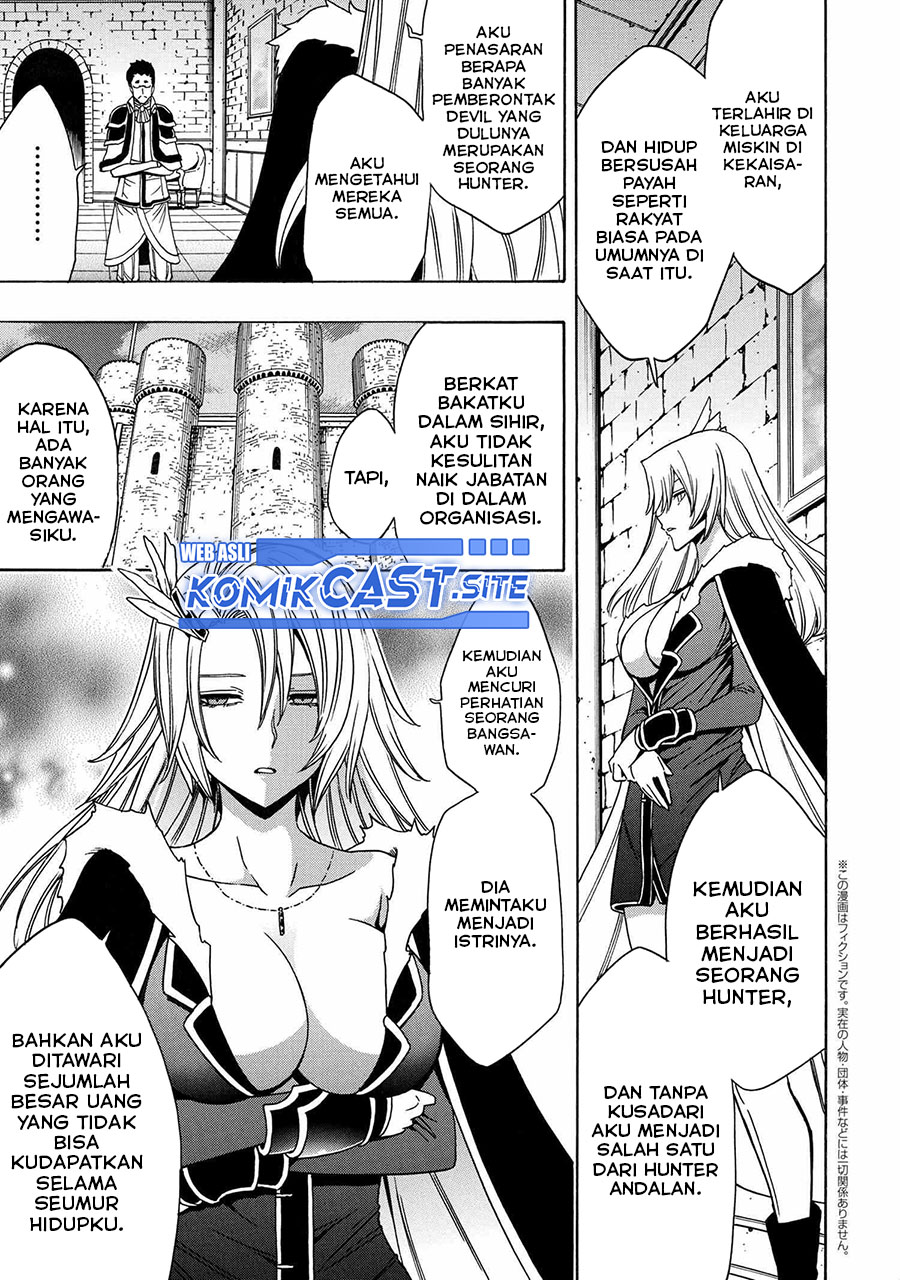 AKU
TERLAHIR DI
KELUARGA
MISKIN DI
KEKAISA-
RAN,
DAN HIDUP
BERSUSAH
PAYAH
SEPERTI
RAKYAT
BIASA PADA
UMUMNYA DI
SAAT ITU.
KEMUDIAN
AKU
BERHASIL
MENJADI
SEORANG
HUNTER,
DAN TANPA
KUSADARI
AKU MENJADI
SALAH SATU
DARI HUNTER
ANDALAN.
AKU
PENASARAN
BERAPA
BANYAK
PEMBERONTAK
DEVIL YANG
DULUNYA
MERUPAKAN
SEORANG
HUNTER.
AKU
MENGETAHUI
MEREKA
SEMUA.
........
BERKAT
BAKATKU
DALAM SIHIR,
AKU TIDAK
KESULITAN
NAIK JABATAN
DI DALAM
ORGANISASI.
TAPI,
KARENA
HAL ITU,
ADA
BANYAK
ORANG
YANG
MENGAWA-
SIKU.
WEB ASLI
KOMIKCAST.SITE
KEMUDIAN
AKU
MENCURI
PERHATIAN
SEORANG
BANGSA-
WAN.
DIA
MEMINTAKU
MENJADI
ISTRINYA.
BAHKAN AKU
DITAWARI
SEJUMLAH
BESAR UANG
YANG TIDAK
BISA
KUDAPATKAN
SELAMA
SEUMUR
HIDUPKU.
※この漫画はフィクションです。実在の人物・団体・事件などには一切関係ありません。